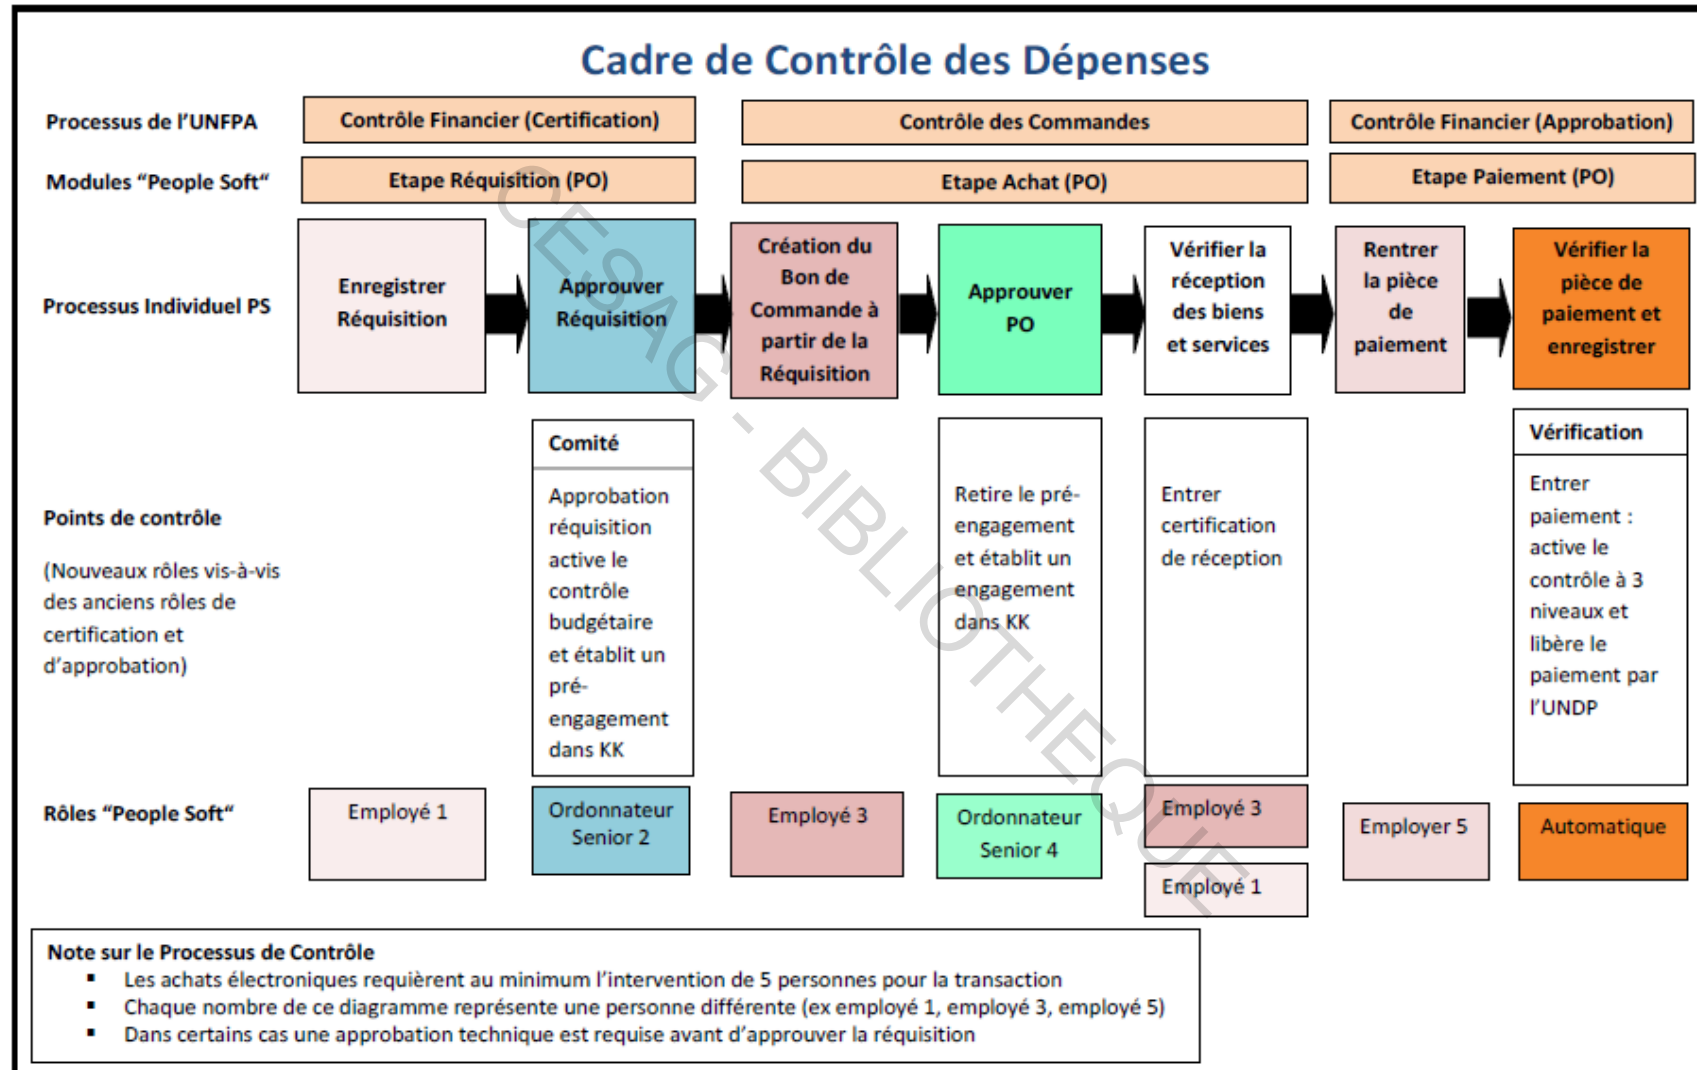 Cadre de Contrôle des Dépenses
Processus de l'UNFPA
Contrôle Financier (Certification)
Contrôle des Commandes
Contrôle Financier (Approbation)
Modules "People Soft"
Etape Réquisition (PO)
Etape Achat (PO)
Etape Paiement (PO)
Processus Individuel PS
Enregistrer
Réquisition
Approuver
Réquisition
Création du
Bon de
Commande à
partir de la
Réquisition
Approuver
PO
Vérifier la
réception
des biens
et services
Rentrer
la pièce
de
paiement
Vérifier la
pièce de
paiement et
enregistrer
Points de contrôle
(Nouveaux rôles vis-à-vis
des anciens rôles de
certification et
d'approbation)
Comité
Approbation
réquisition
active le
contrôle
budgétaire
et établit un
pré-
engagement
dans KK
Retire le pré-
engagement
et établit un
engagement
dans KK
Entrer
certification
de réception
Vérification
Entrer
paiement :
active le
contrôle à 3
niveaux et
libère le
paiement par
l'UNDP
Rôles "People Soft"
Employé 1
Ordonnateur
Senior 2
Employé 3
Ordonnateur
Senior 4
Employé 3
Employé 1
Employer 5
Automatique
Note sur le Processus de Contrôle
▪ Les achats électroniques requièrent au minimum l'intervention de 5 personnes pour la transaction
▪ Chaque nombre de ce diagramme représente une personne différente (ex employé 1, employé 3, employé 5)
▪ Dans certains cas une approbation technique est requise avant d'approuver la réquisition
CESAG - BIBLIOTHEQUE